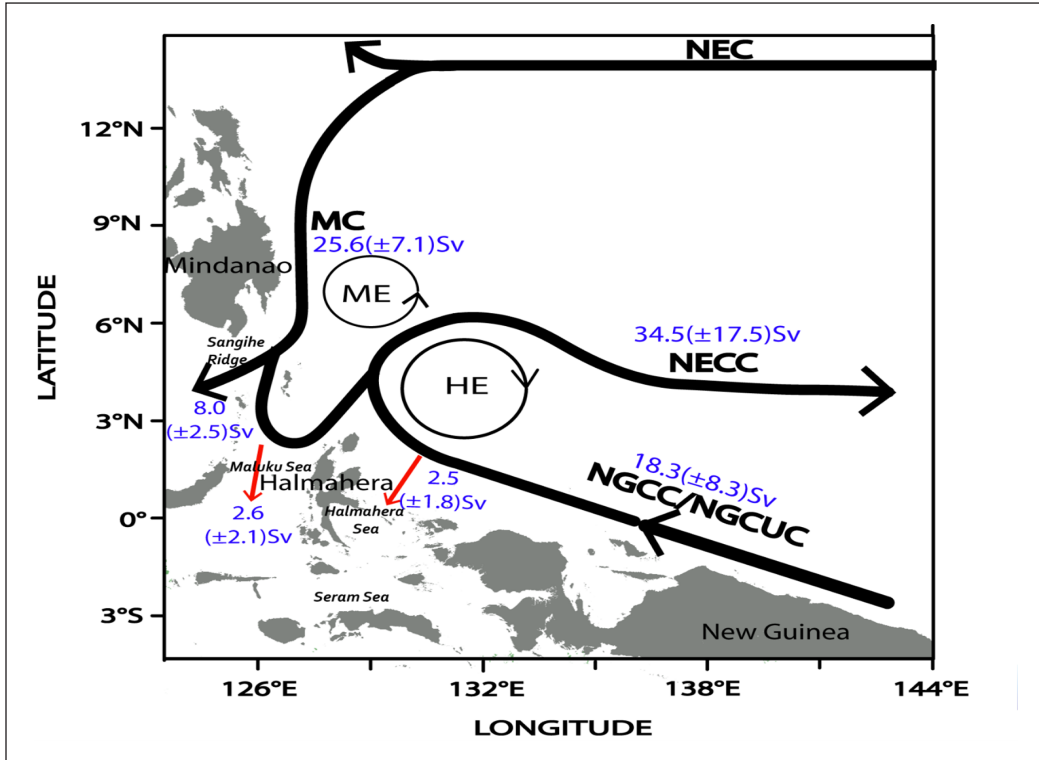 NEC
12°N
9°N
MC
25.6(±7.1)Sv
Mindanao
ME
6°N
34.5(±17.5)Sv
Sangihe
Ridge
NECC
HE
LATITUDE
8.0
(±2.5)Sv
3°N
Maluku Sea
Halmahera
2.5
(±1.8)Sv
18.3(±8.3)Sv
NGCC/NGCUC
Halmahera
Sea
0°
2.6
(±2.1)Sv
Seram Sea
3°S
New Guinea
126°E
132°E
138°E
144°E
LONGITUDE